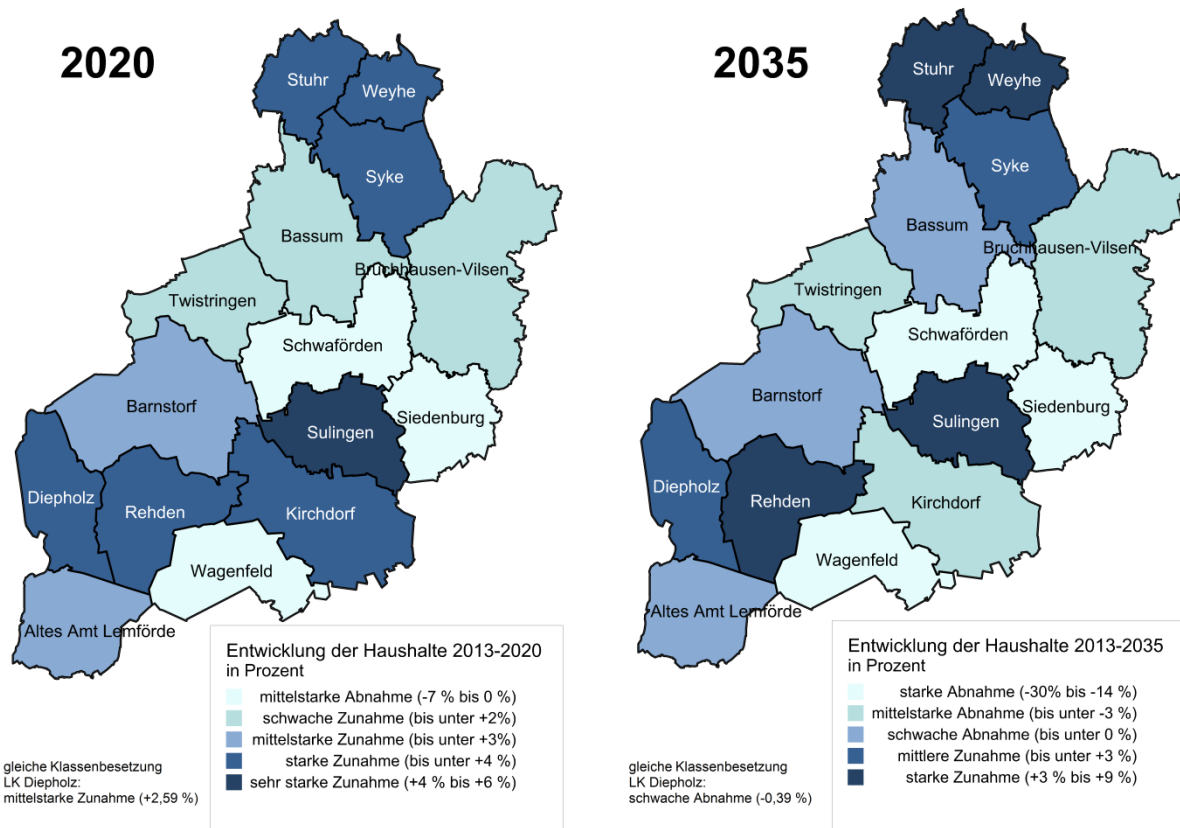 2020
Stuhr
Weyhe
Syke
Bassum
Bruchhausen-Vilsen
Twistringen
Schwaförden
Barnstorf
Siedenburg
Sulingen
Diepholz
Rehden
Kirchdorf
Wagenfeld
Altes Amt Lemförde
Entwicklung der Haushalte 2013-2020
in Prozent
mittelstarke Abnahme (-7 % bis 0 %)
schwache Zunahme (bis unter +2%)
mittelstarke Zunahme (bis unter +3%)
starke Zunahme (bis unter +4 %)
sehr starke Zunahme (+4 % bis +6 %)
gleiche Klassenbesetzung
LK Diepholz:
mittelstarke Zunahme (+2,59 %)
2035
Stuhr
Weyhe
Syke
Bassum
Bruchhausen-Vilsen
Twistringen
Schwaförden
Barnstorf
Siedenburg
Sulingen
Diepholz
Rehden
Kirchdorf
Wagenfeld
Altes Amt Lemförde
Entwicklung der Haushalte 2013-2035
in Prozent
starke Abnahme (-30% bis -14 %)
mittelstarke Abnahme (bis unter -3 %)
schwache Abnahme (bis unter 0 %)
mittlere Zunahme (bis unter +3 %)
starke Zunahme (+3 % bis +9 %)
gleiche Klassenbesetzung
LK Diepholz:
schwache Abnahme (-0,39 %)